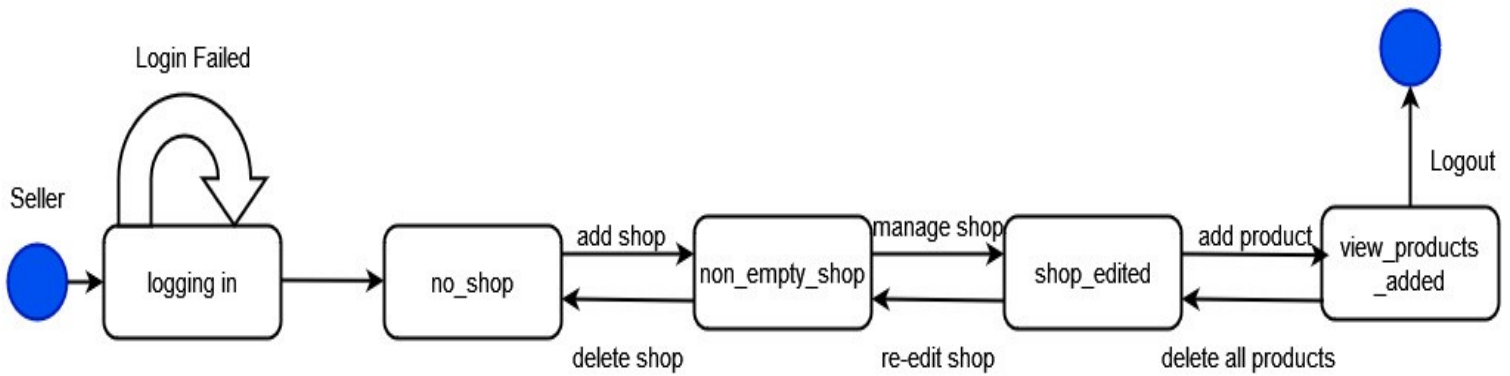 Login Failed
Seller
Logout
logging in
no_shop
add shop
delete shop
non_empty_shop
manage shop
re-edit shop
shop_edited
add product
delete all products
view_products
_added